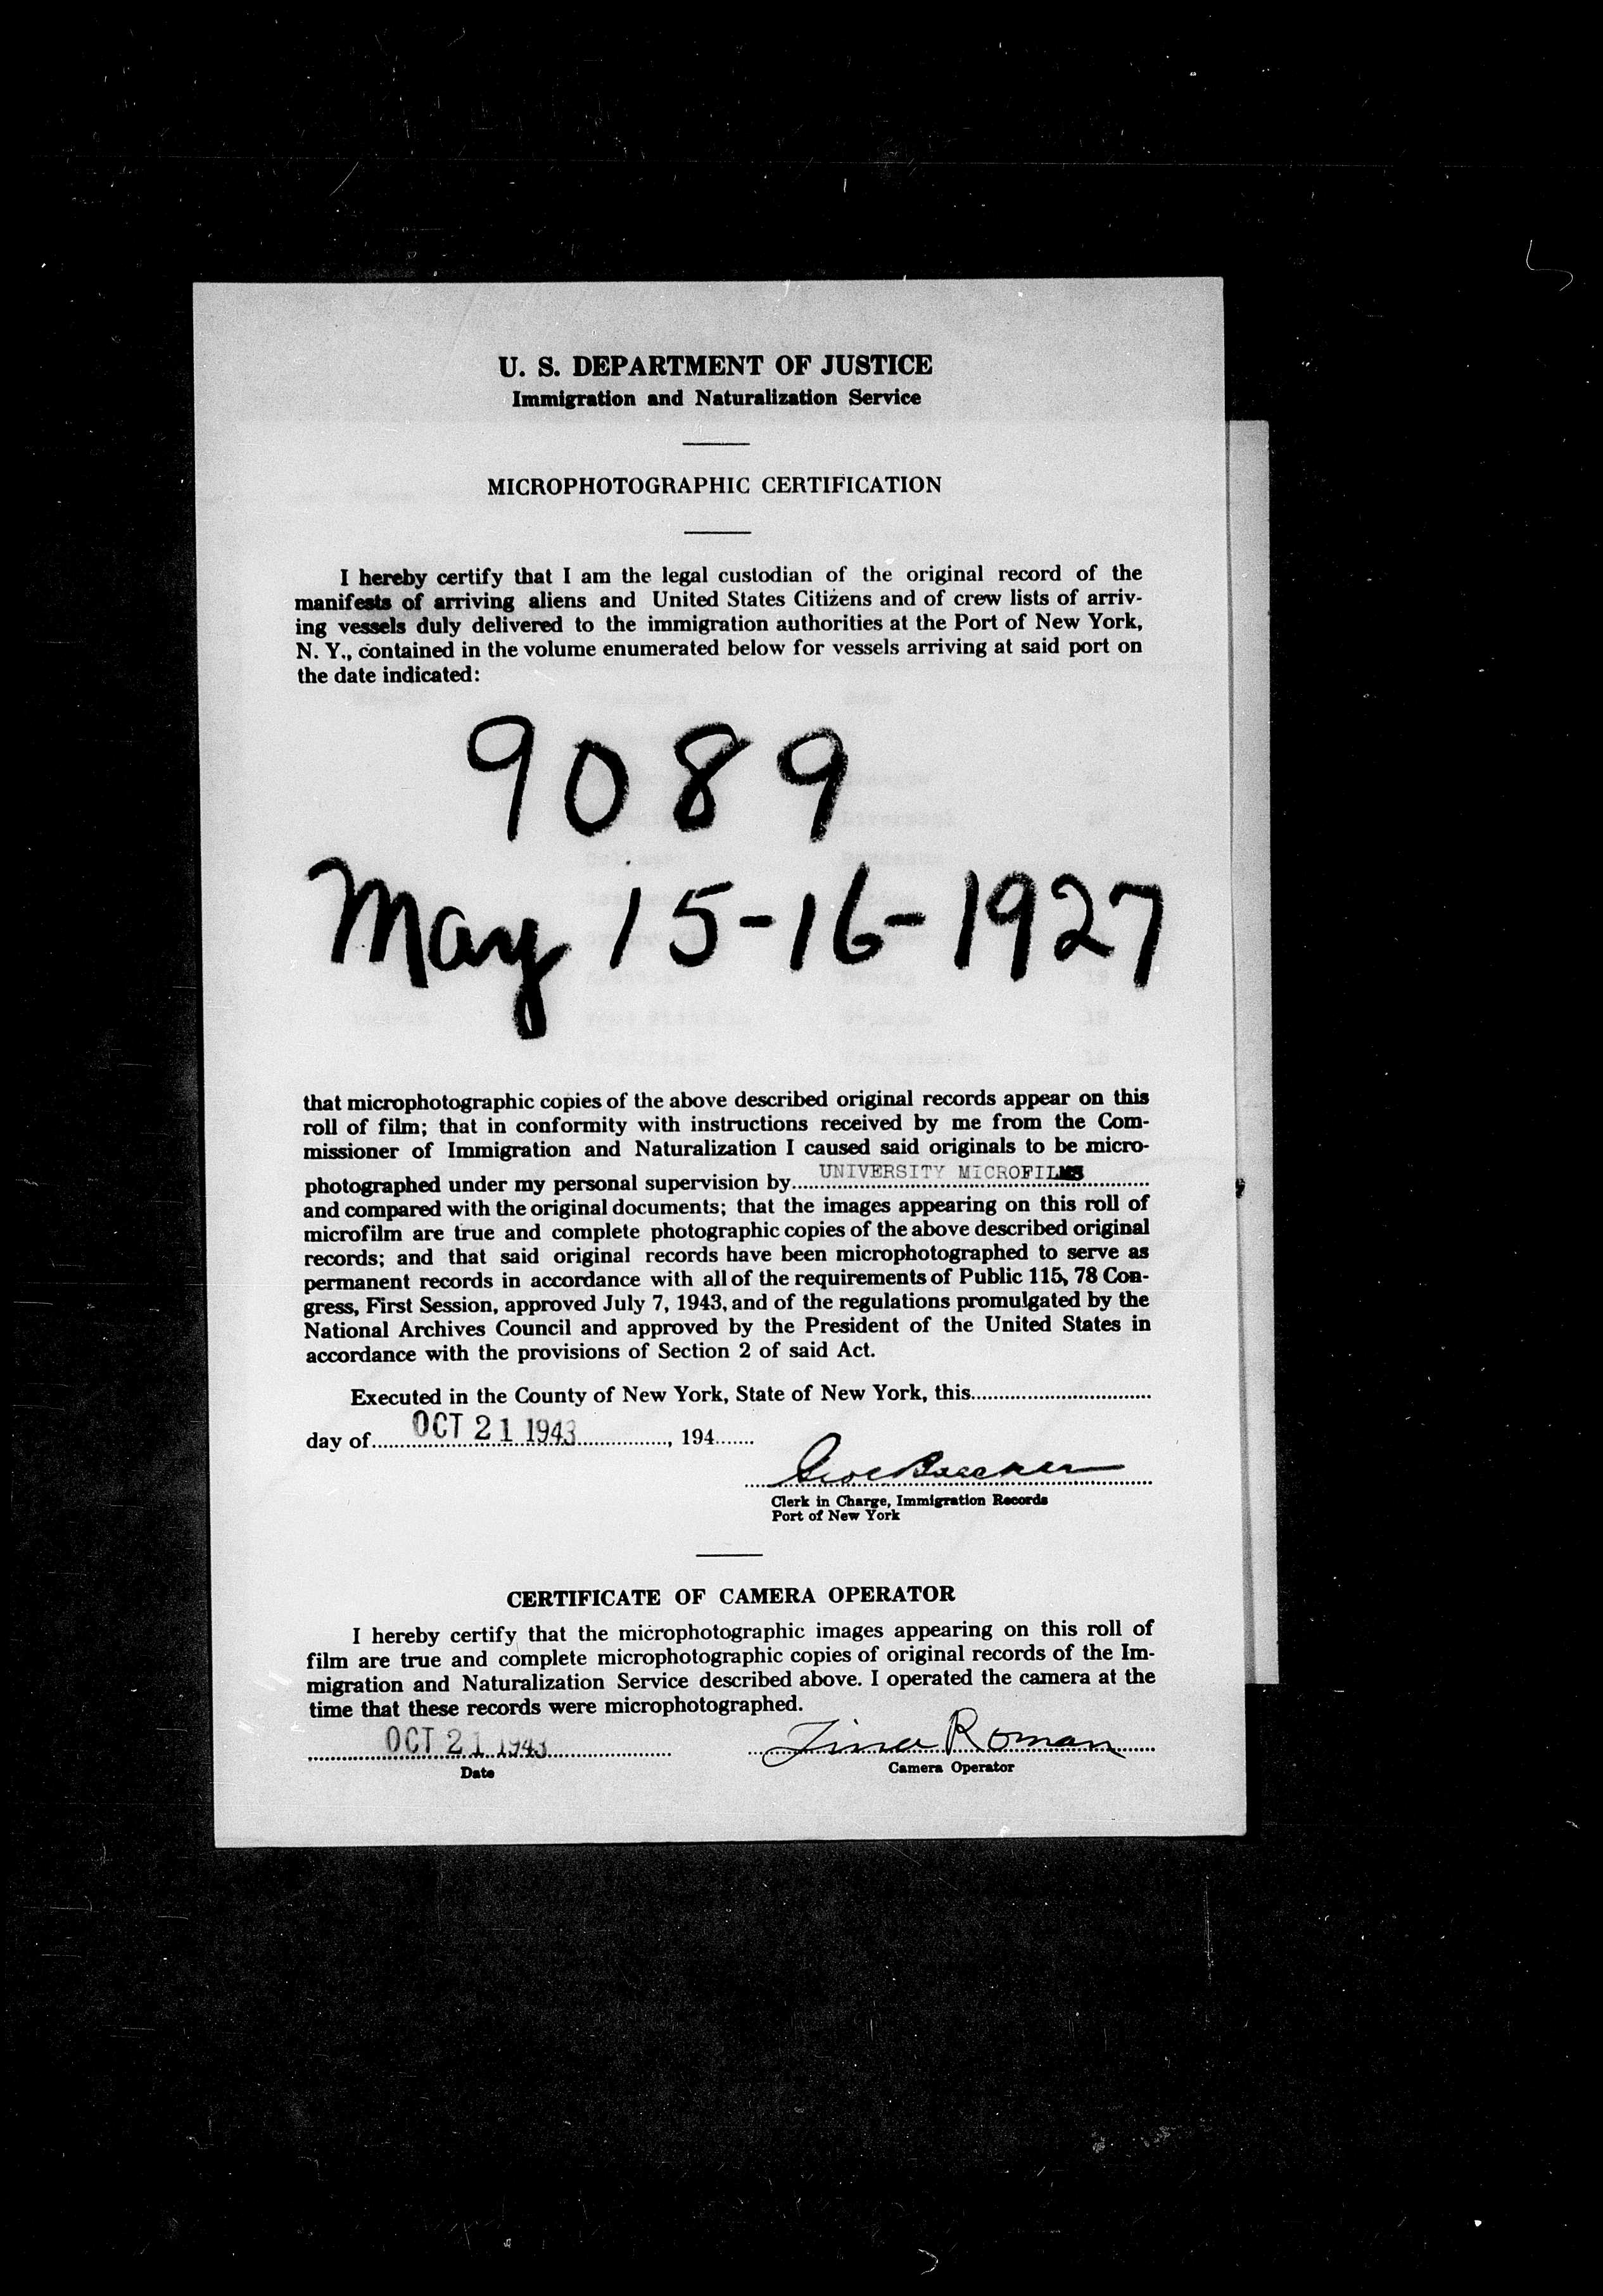 U. S. DEPARTMENT OF JUSTICE
Immigration and Naturalization Service
MICROPHOTOGRAPHIC CERTIFICATION
I hereby certify that I am the legal custodian of the original record of the
manifests of arriving aliens and United States Citizens and of crew lists of arriv-
ing vessels duly delivered to the immigration authorities at the Port of New York,
N. Y., contained in the volume enumerated below for vessels arriving at said port on
the date indicated:
9089
May 15-16-1927
that microphotographic copies of the above described original records appear on this
roll of film; that in conformity with instructions received by me from the Com-
missioner of Immigration and Naturalization I caused said originals to be micro-
photographed under my personal supervision by UNIVERSITY MICROFILMS
and compared with the original documents; that the images appearing on this roll of
microfilm are true and complete photographic copies of the above described original
records; and that said original records have been microphotographed to serve as
permanent records in accordance with all of the requirements of Public 115, 78 Con-
gress, First Session, approved July 7, 1943, and of the regulations promulgated by the
National Archives Council and approved by the President of the United States in
accordance with the provisions of Section 2 of said Act.
Executed in the County of New York, State of New York, this
day of OCT 21 1943, 194
Clerk in Charge, Immigration Records
Port of New York
CERTIFICATE OF CAMERA OPERATOR
I hereby certify that the microphotographic images appearing on this roll of
film are true and complete microphotographic copies of original records of the Im-
migration and Naturalization Service described above. I operated the camera at the
time that these records were microphotographed.
OCT 21 1943 Roman
Date Camera Operator